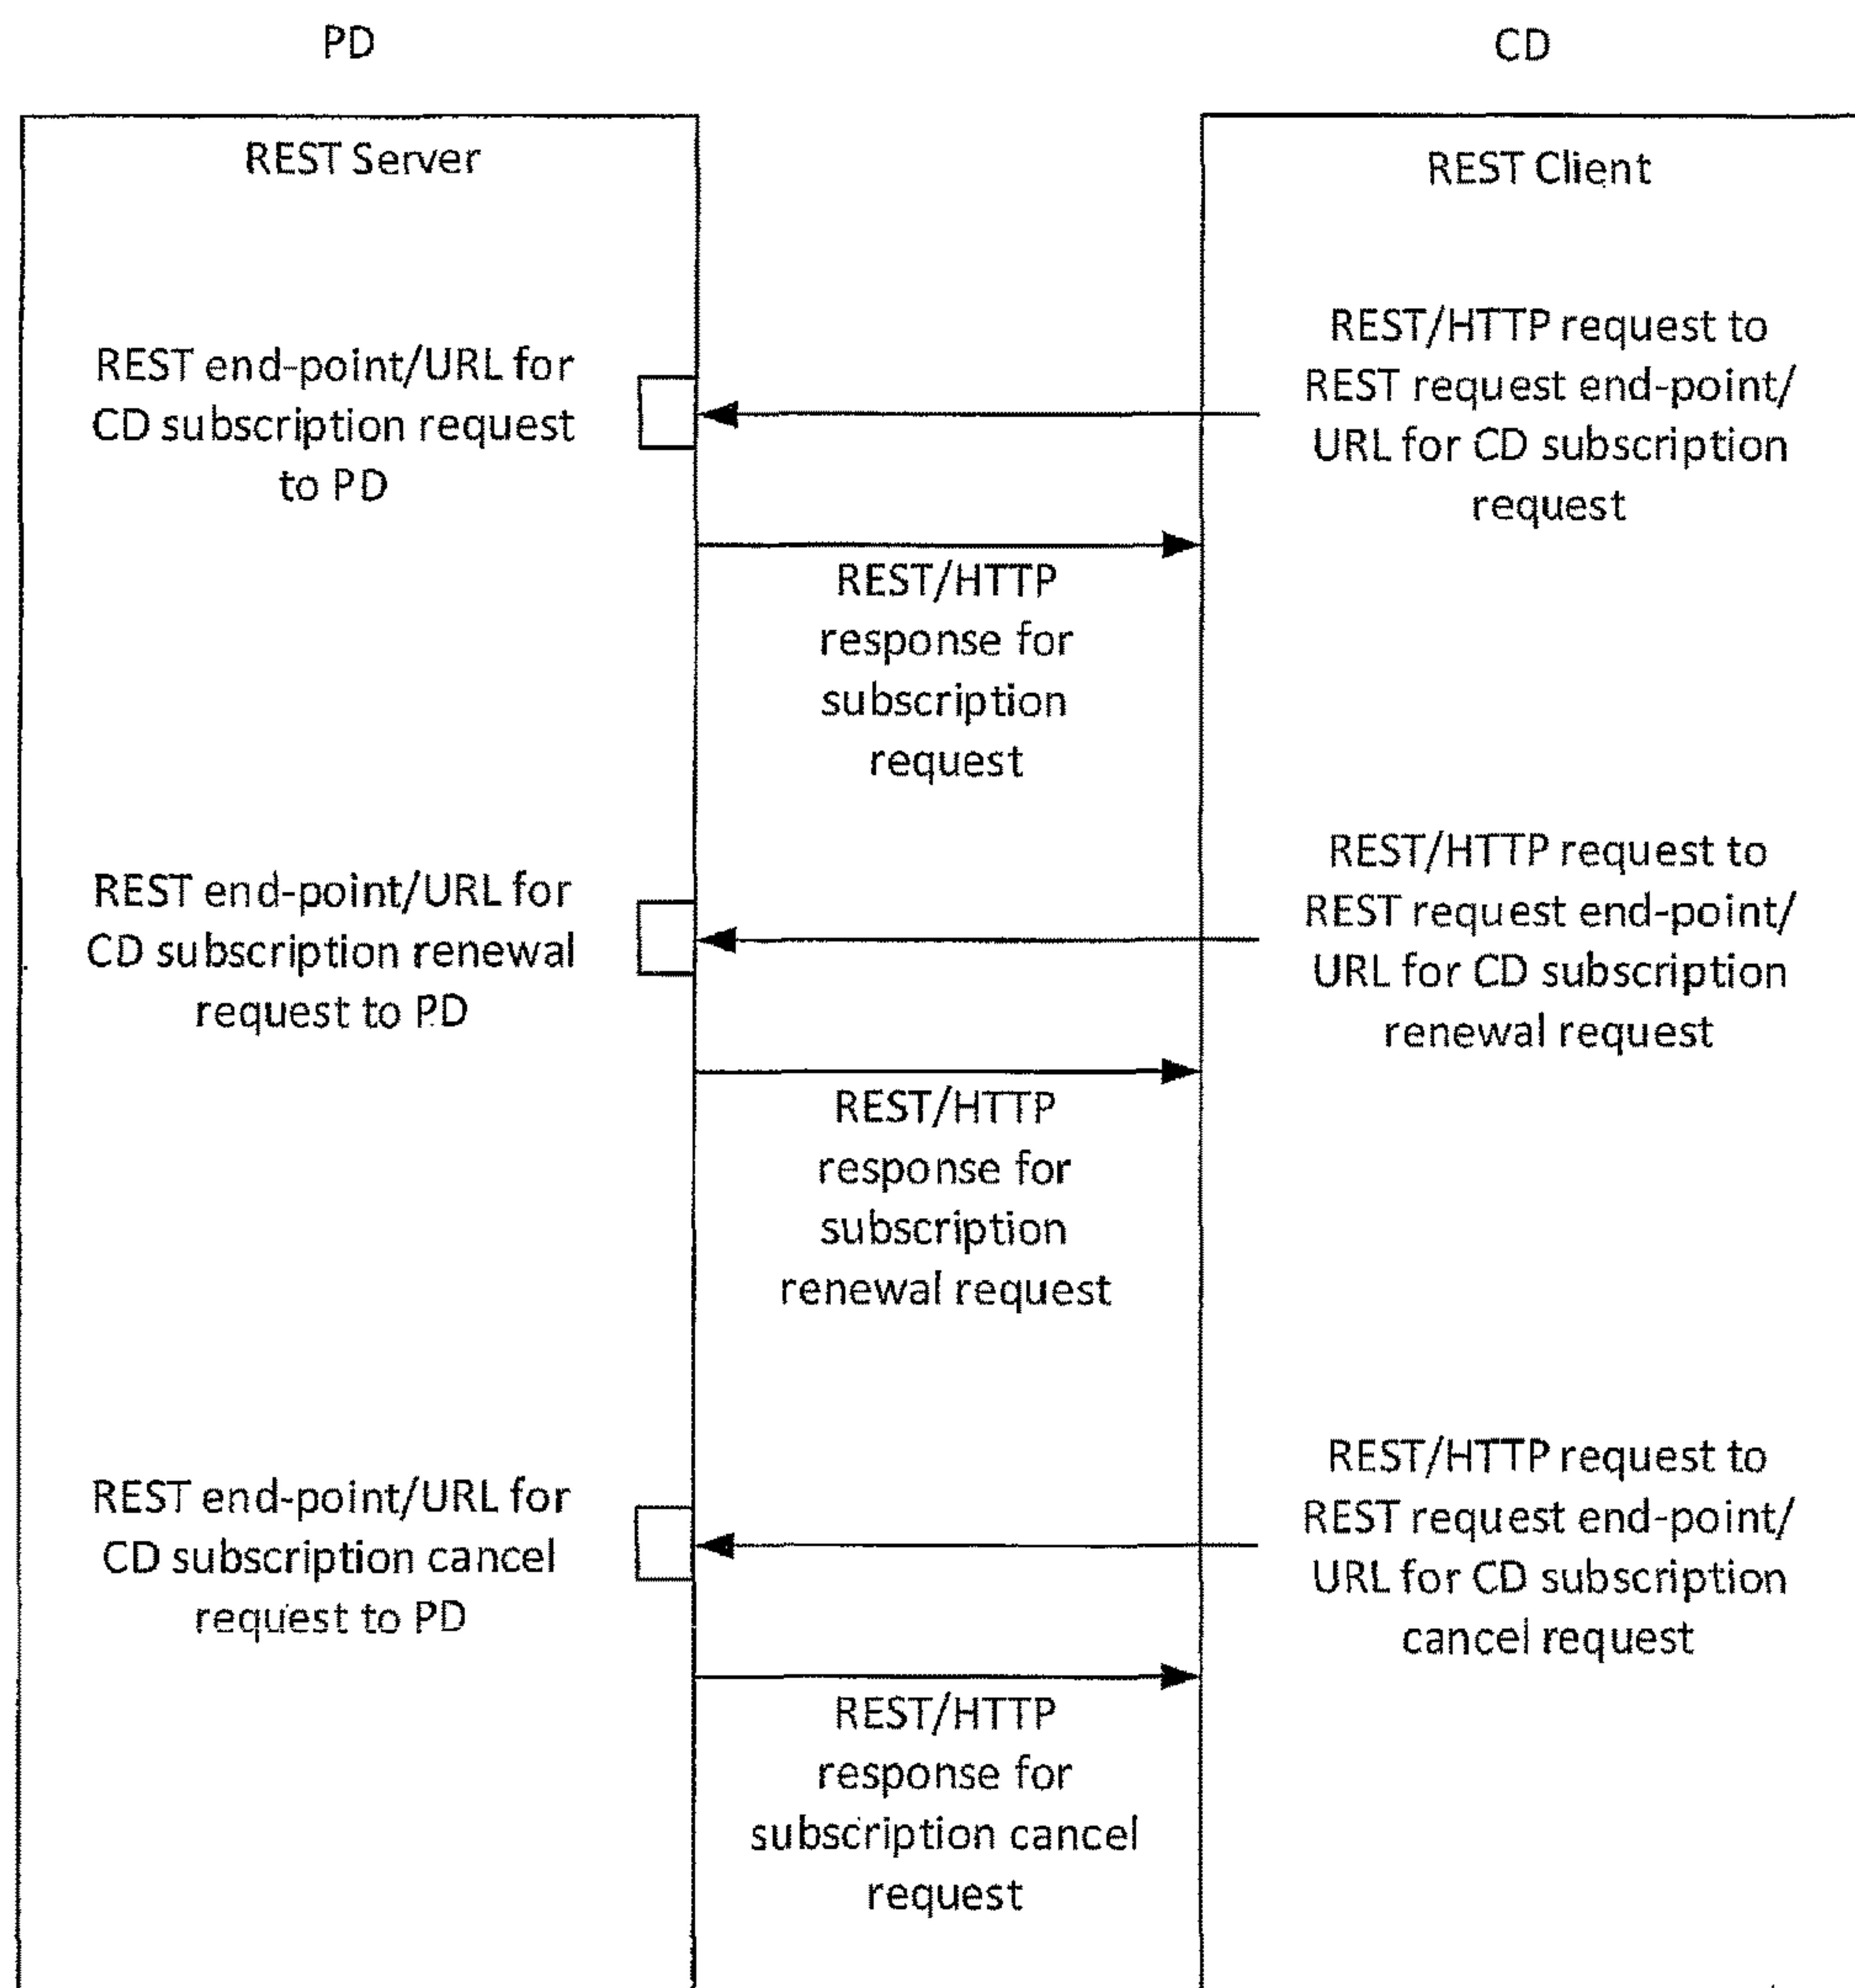 PD
CD
REST Server
REST Client
REST end-point/URL for
CD subscription request
to PD
REST/HTTP request to
REST request end-point/
URL for CD subscription
request
REST/HTTP
response for
subscription
request
REST end-point/URL for
CD subscription renewal
request to PD
REST/HTTP request to
REST request end-point/
URL for CD subscription
renewal request
REST/HTTP
response for
subscription
renewal request
REST end-point/URL for
CD subscription cancel
request to PD
REST/HTTP request to
REST request end-point/
URL for CD subscription
cancel request
REST/HTTP
response for
subscription cancel
request